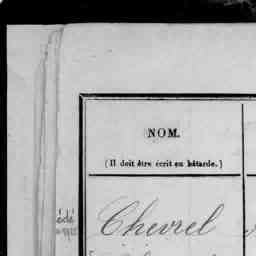 NOM.
(Il doit être écrit en bâtarde.)
Chevrel